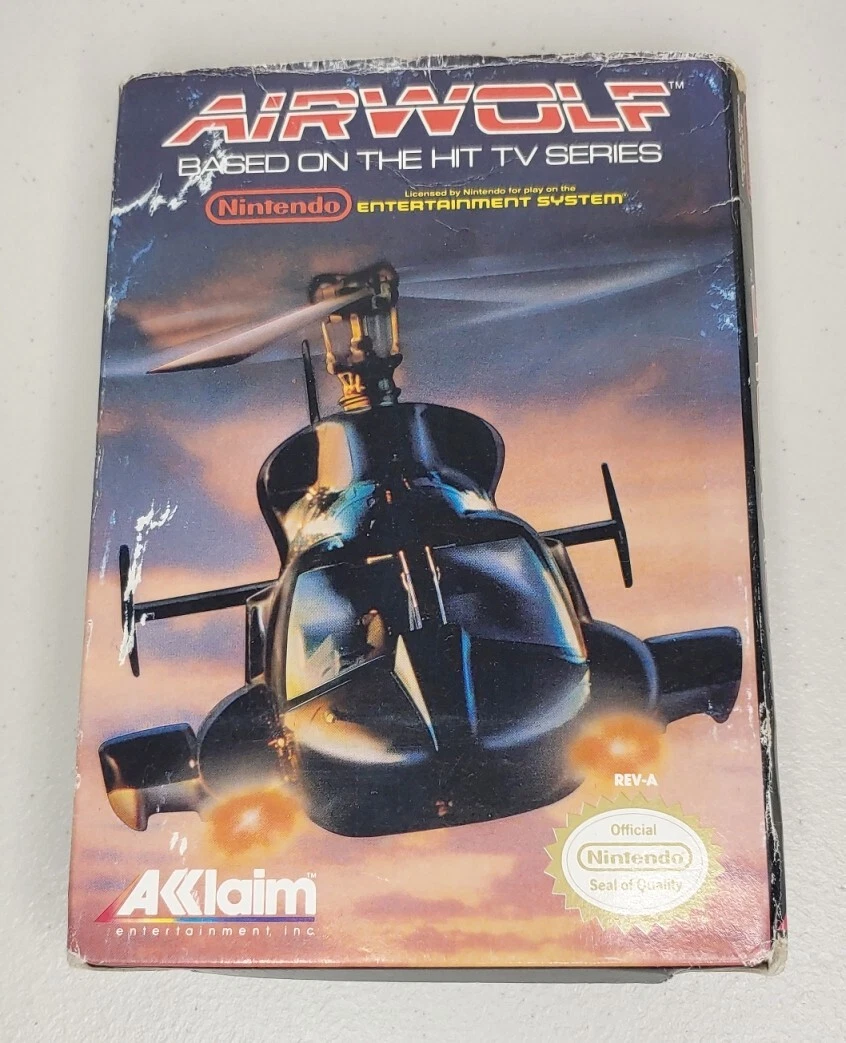 AIRWOLF™
BASED ON THE HIT TV SERIES
Nintendo
Licensed by Nintendo for play on the
ENTERTAINMENT SYSTEM®
REV-A
Official
Nintendo
Seal of Quality
AKKlaim™
entertainment, inc.